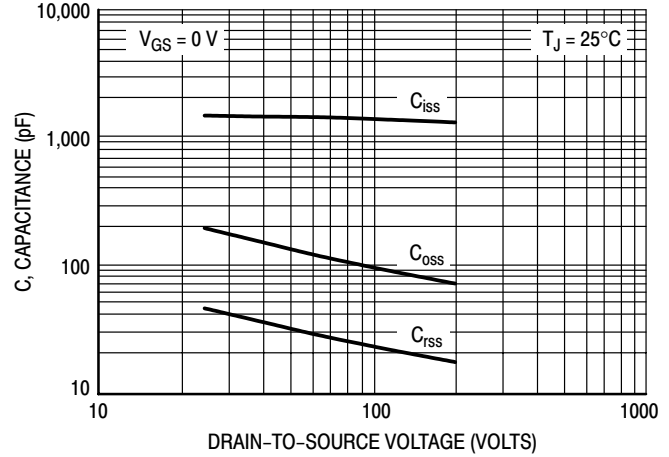 10,000
V_GS = 0 V
T_J = 25°C
C_iss
1,000
C, CAPACITANCE (pF)
C_oss
100
C_rss
10
10 100 1000
DRAIN-TO-SOURCE VOLTAGE (VOLTS)